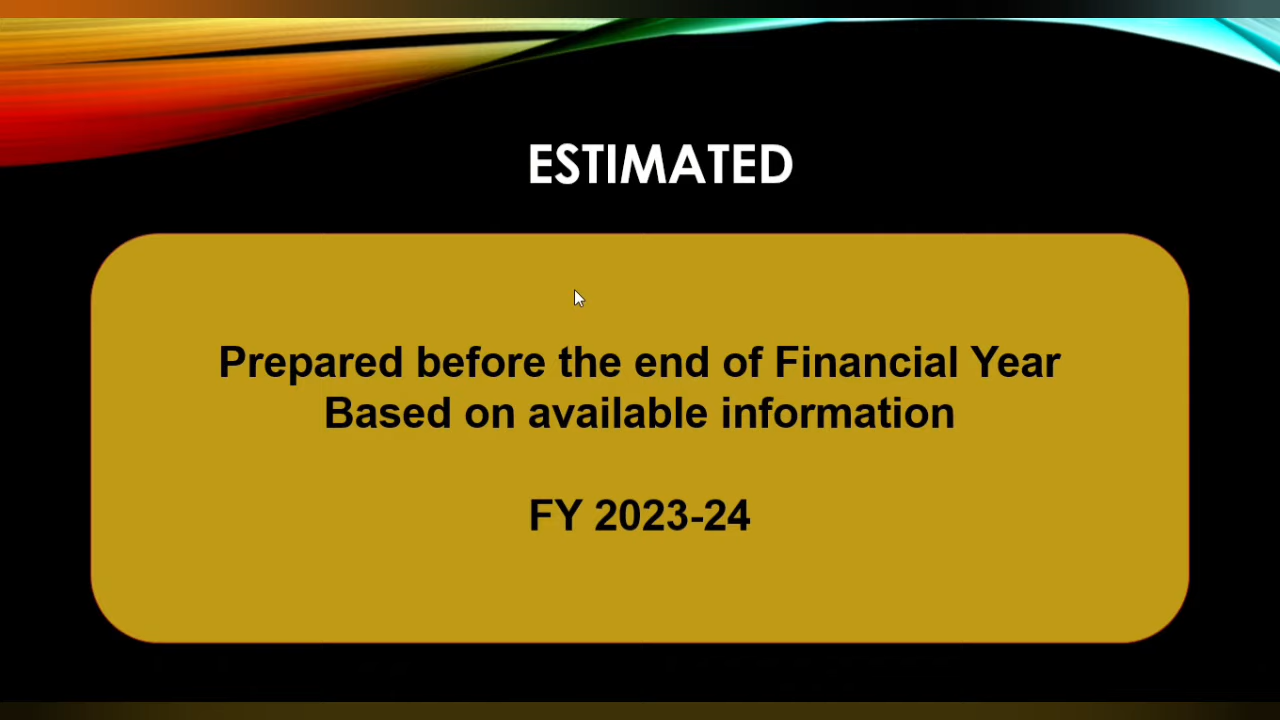 ESTIMATED
Prepared before the end of Financial Year
Based on available information
FY 2023-24